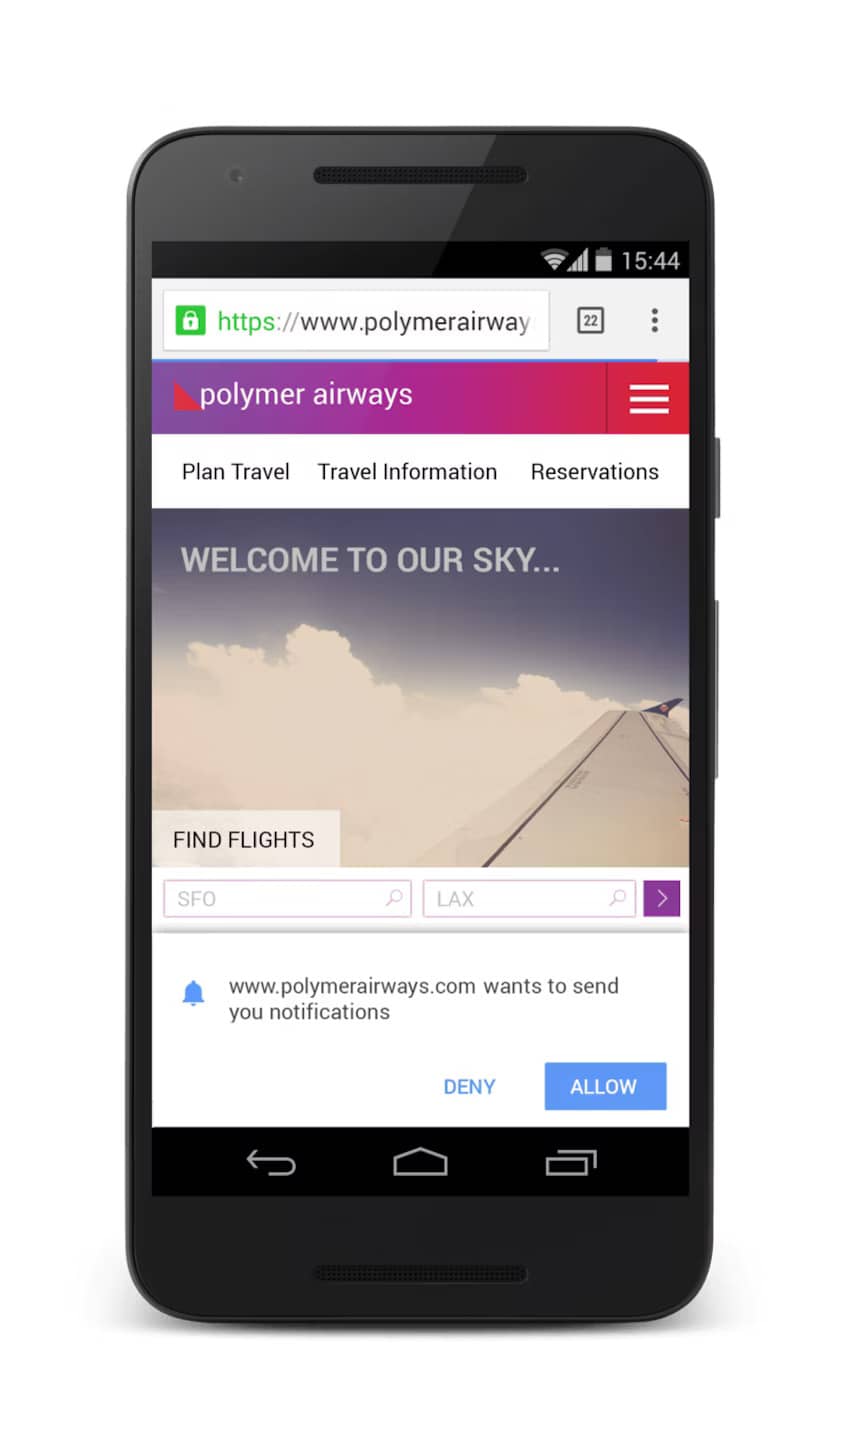 15:44
https://www.polymerairway
22
polymer airways
Plan Travel Travel Information Reservations
WELCOME TO OUR SKY...
FIND FLIGHTS
SFO LAX
www.polymerairways.com wants to send
you notifications
DENY ALLOW